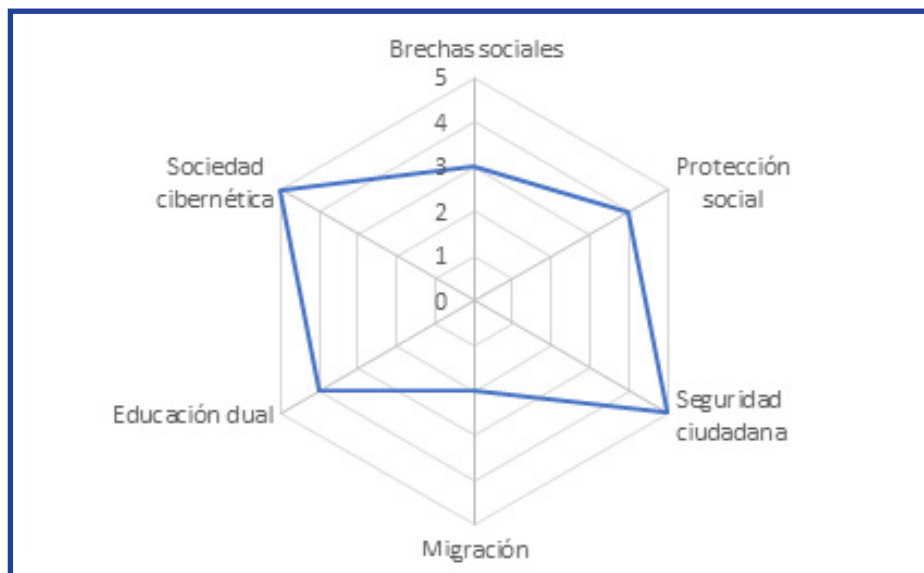 Brechas sociales
5
4
3
2
1
0
Protección
social
Seguridad
ciudadana
Migración
Educación dual
Sociedad
cibernética